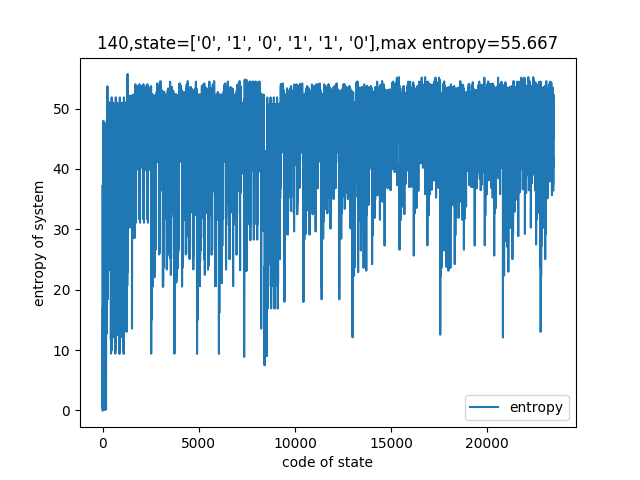 140,state=['0', '1', '0', '1', '1', '0'],max entropy=55.667
entropy of system
50
40
30
20
10
0
entropy
0 5000 10000 15000 20000
code of state